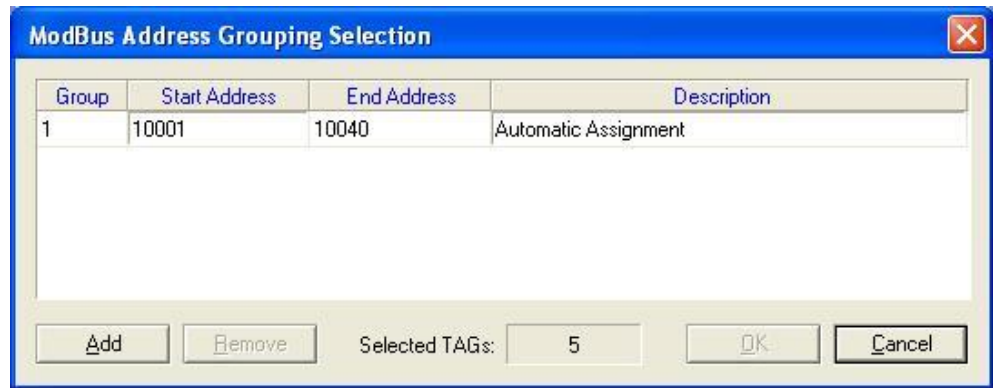 ModBus Address Grouping Selection
Group Start Address End Address Description
1 10001 10040 Automatic Assignment
Add Remove Selected TAGs: 5 OK Cancel